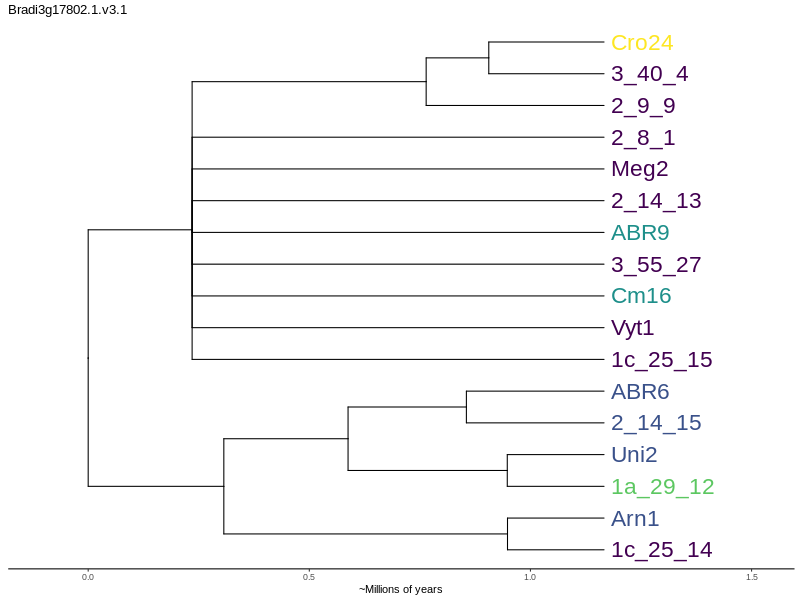 Bradi3g17802.1.v3.1
Cro24
3_40_4
2_9_9
2_8_1
Meg2
2_14_13
ABR9
3_55_27
Cm16
Vyt1
1c_25_15
ABR6
2_14_15
Uni2
1a_29_12
Arn1
1c_25_14
0.0 0.5 1.0 1.5
~Millions of years